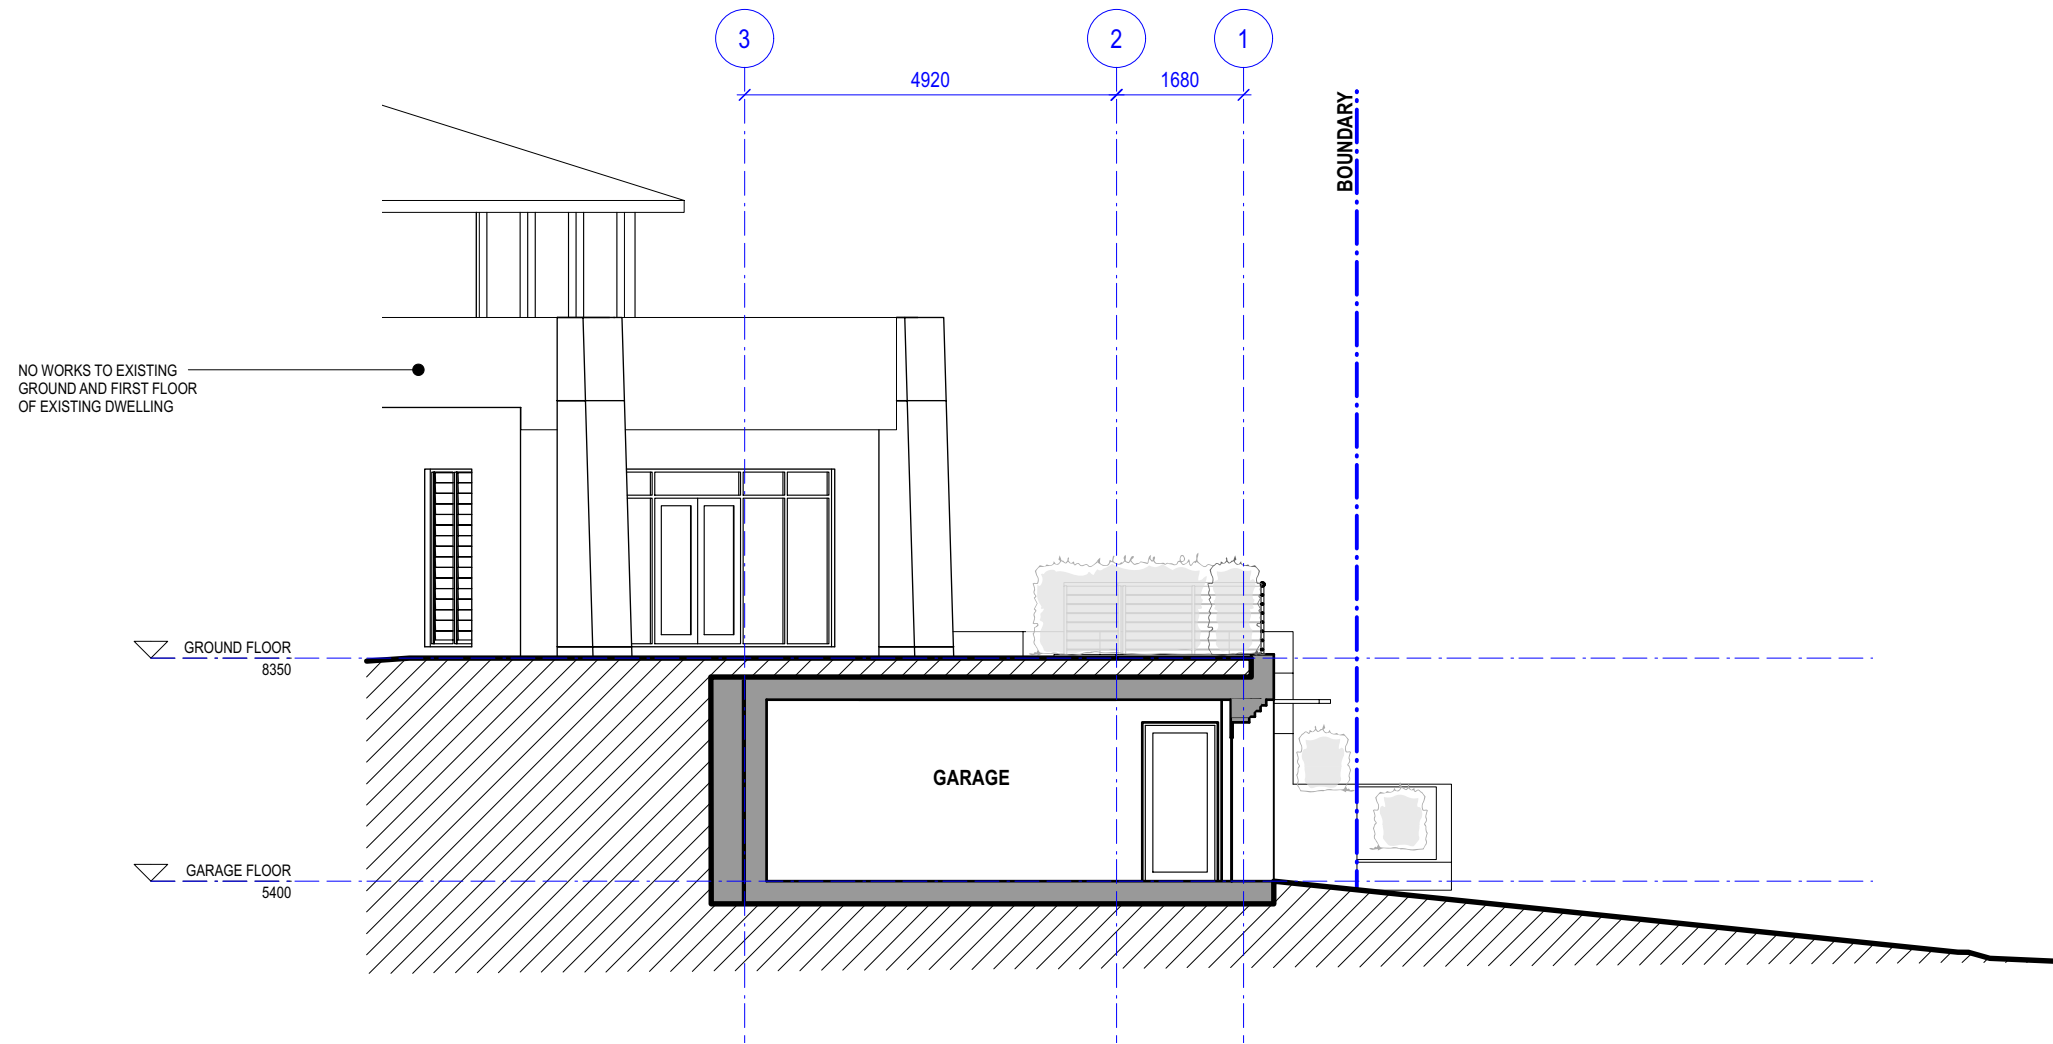 3
2
1
4920
1680
BOUNDARY
NO WORKS TO EXISTING
GROUND AND FIRST FLOOR
OF EXISTING DWELLING
GROUND FLOOR
8350
GARAGE
GARAGE FLOOR
5400